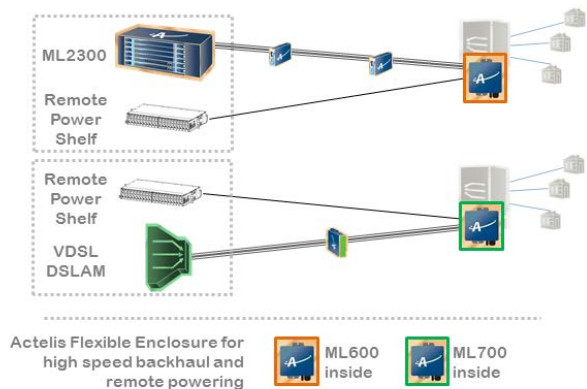 ML2300
Remote
Power
Shelf
Remote
Power
Shelf
VDSL
DSLAM
Actelis Flexible Enclosure for
high speed backhaul and
remote powering
ML600
inside
ML700
inside